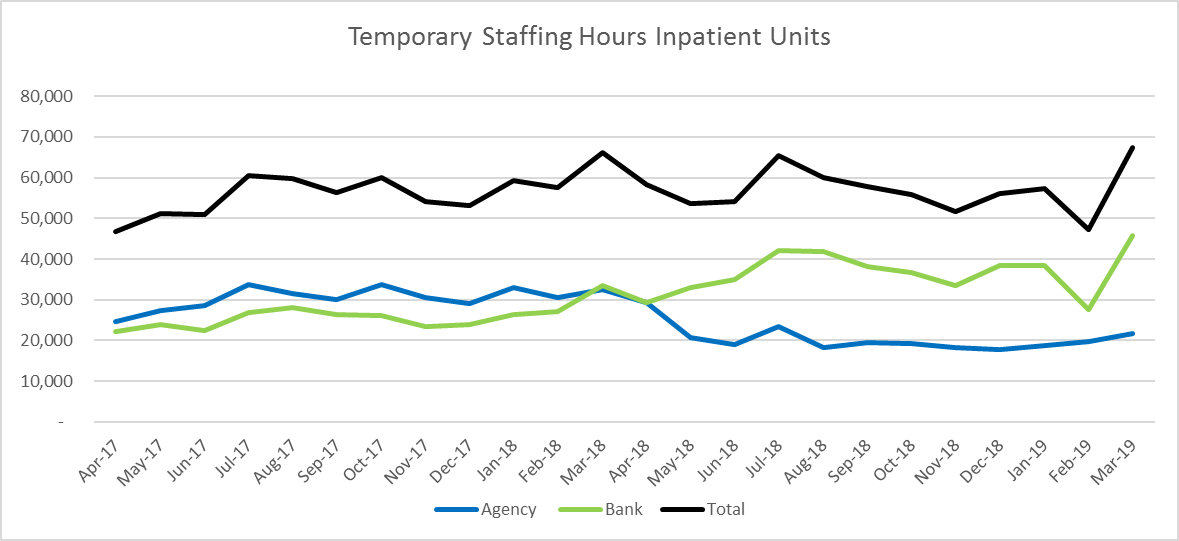 Temporary Staffing Hours Inpatient Units
80,000
70,000
60,000
50,000
40,000
30,000
20,000
10,000
-
Apr-17
May-17
Jun-17
Jul-17
Aug-17
Sep-17
Oct-17
Nov-17
Dec-17
Jan-18
Feb-18
Mar-18
Apr-18
May-18
Jun-18
Jul-18
Aug-18
Sep-18
Oct-18
Nov-18
Dec-18
Jan-19
Feb-19
Mar-19
Agency Bank Total